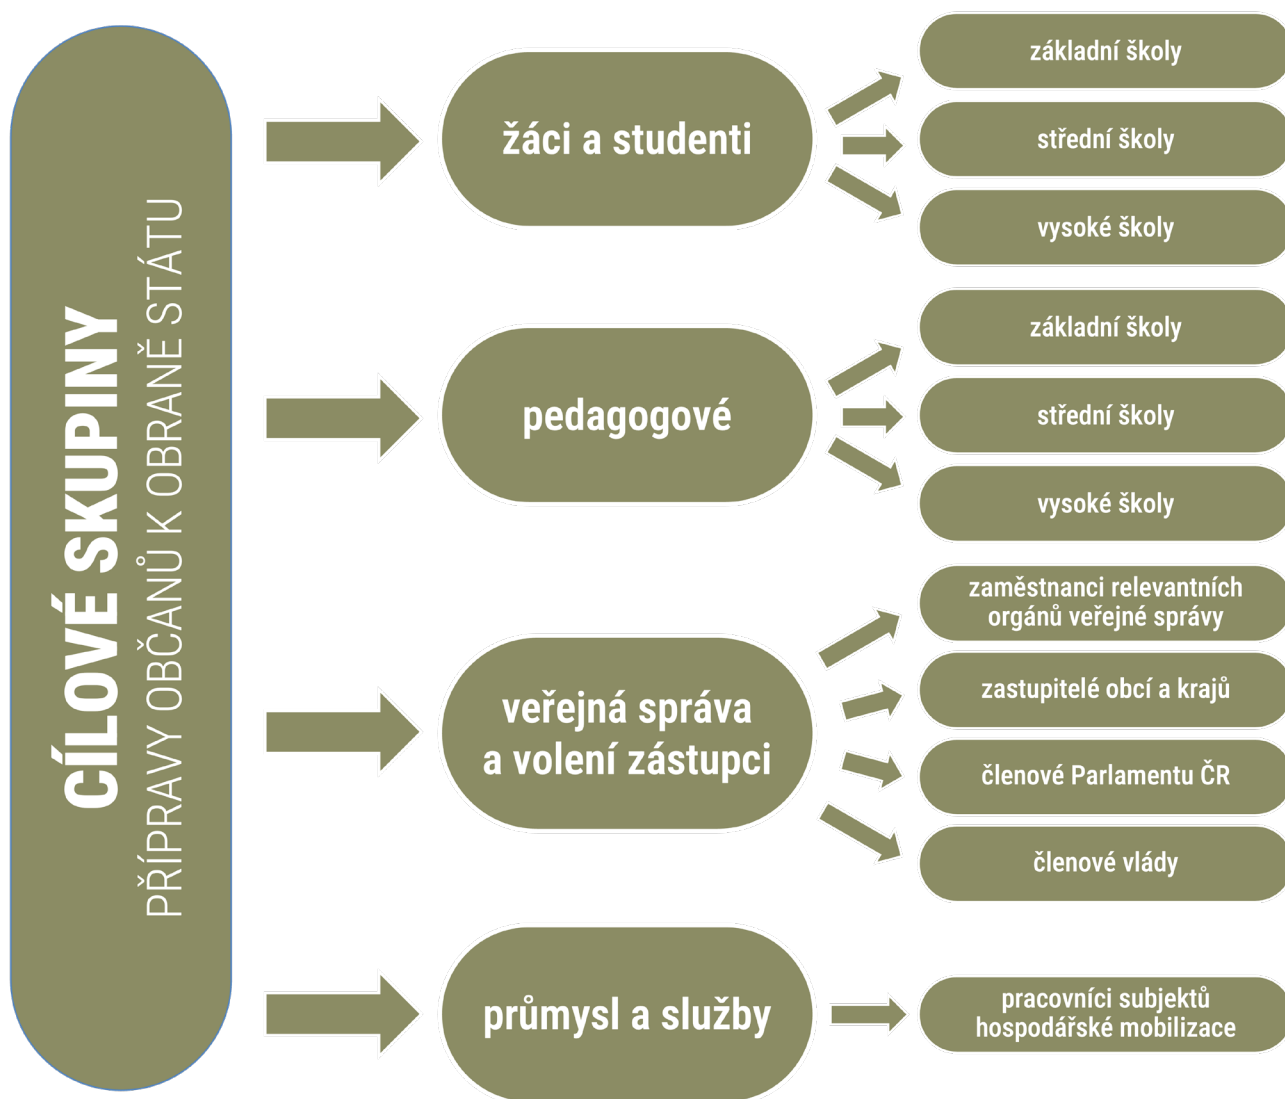 CÍLOVÉ SKUPINY
PŘÍPRAVY OBČANŮ K OBRANĚ STÁTU
žáci a studenti
základní školy
střední školy
vysoké školy
pedagogové
základní školy
střední školy
vysoké školy
veřejná správa
a volení zástupci
zaměstnanci relevantních
orgánů veřejné správy
zastupitelé obcí a krajů
členové Parlamentu ČR
členové vlády
průmysl a služby
pracovníci subjektů
hospodářské mobilizace